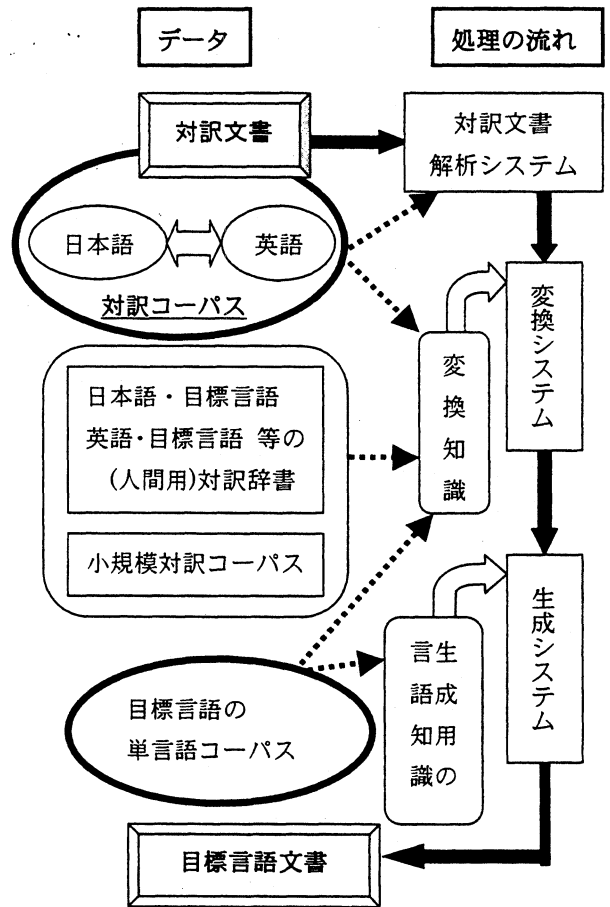 データ
処理の流れ
対訳文書
対訳文書
解析システム
日本語
英語
対訳コーパス
変換システム
変換知識
日本語・目標言語
英語・目標言語 等の
(人間用)対訳辞書
小規模対訳コーパス
生成システム
生成用の
言語知識
目標言語の
単言語コーパス
目標言語文書